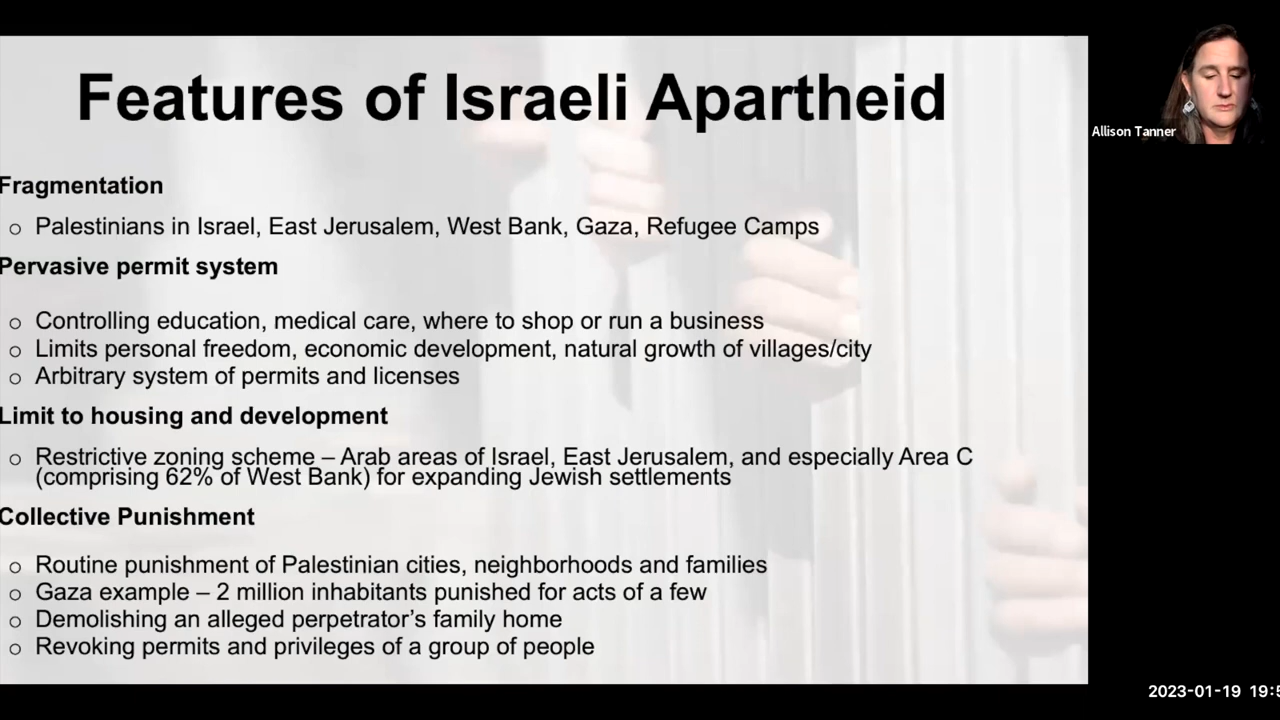 Features of Israeli Apartheid
Allison Tanner
Fragmentation
o Palestinians in Israel, East Jerusalem, West Bank, Gaza, Refugee Camps
Pervasive permit system
o Controlling education, medical care, where to shop or run a business
o Limits personal freedom, economic development, natural growth of villages/city
o Arbitrary system of permits and licenses
Limit to housing and development
o Restrictive zoning scheme – Arab areas of Israel, East Jerusalem, and especially Area C
(comprising 62% of West Bank) for expanding Jewish settlements
Collective Punishment
o Routine punishment of Palestinian cities, neighborhoods and families
o Gaza example – 2 million inhabitants punished for acts of a few
o Demolishing an alleged perpetrator’s family home
o Revoking permits and privileges of a group of people
2023-01-19 19:5